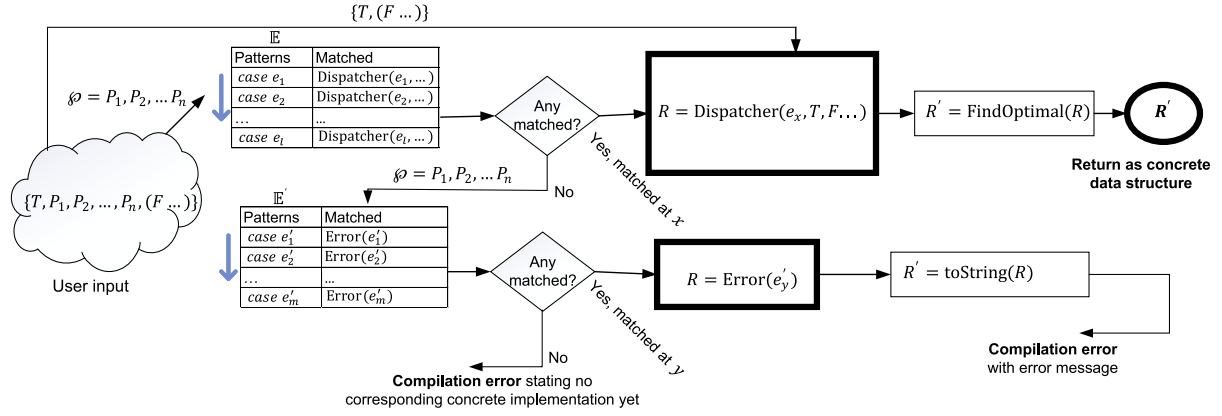 {T, (F ...)}
𝔼
Patterns Matched
case e₁ Dispatcher(e₁, ...)
case e₂ Dispatcher(e₂, ...)
... ...
case eₗ Dispatcher(eₗ, ...)
℘ = P₁, P₂, ... Pₙ
Any
matched?
Yes, matched at x
No
R = Dispatcher(eₓ, T, F...)
R′ = FindOptimal(R)
R′
Return as concrete
data structure
{T, P₁, P₂, ..., Pₙ, (F ...)}
User input
℘ = P₁, P₂, ... Pₙ
𝔼′
Patterns Matched
case e′₁ Error(e′₁)
case e′₂ Error(e′₂)
... ...
case e′ₘ Error(e′ₘ)
Any
matched?
Yes, matched at y
No
R = Error(e′y)
R′ = toString(R)
Compilation error
with error message
Compilation error stating no
corresponding concrete implementation yet